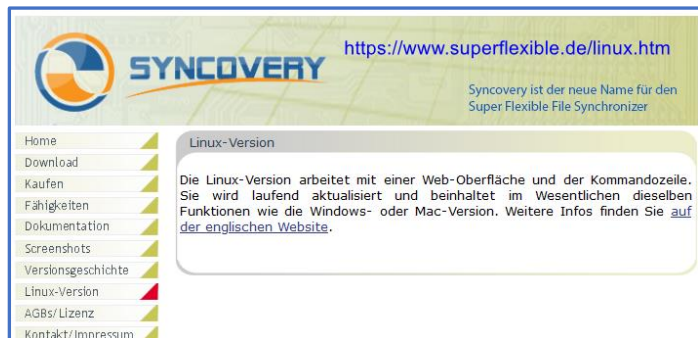 SYNCOVERY
https://www.superflexible.de/linux.htm
Syncovery ist der neue Name für den
Super Flexible File Synchronizer
Home
Download
Kaufen
Fähigkeiten
Dokumentation
Screenshots
Versionsgeschichte
Linux-Version
AGBs/Lizenz
Kontakt/Impressum
Linux-Version
Die Linux-Version arbeitet mit einer Web-Oberfläche und der Kommandozeile.
Sie wird laufend aktualisiert und beinhaltet im Wesentlichen dieselben
Funktionen wie die Windows- oder Mac-Version. Weitere Infos finden Sie auf
der englischen Website.